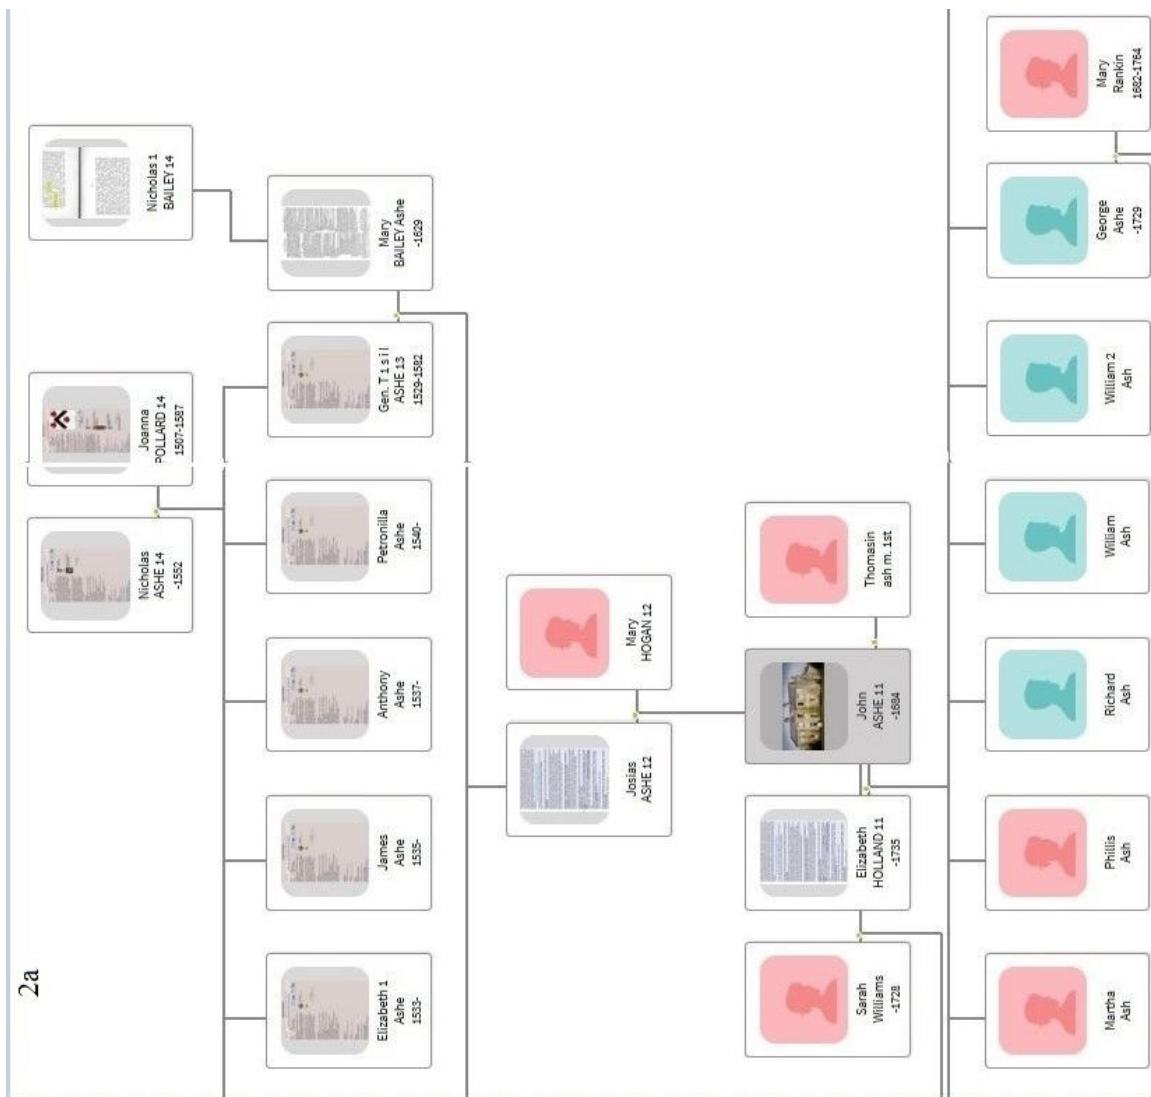 2a
Nicholas 1
BAILEY 14
Joanna
POLLARD 14
1507-1587
Nicholas
ASHE 14
-1552
Mary
BAILEY Ashe
-1629
Gen. T 1 s i l
ASHE 13
1529-1582
Petronilla
Ashe
1540-
Anthony
Ashe
1537-
James
Ashe
1535-
Elizabeth 1
Ashe
1533-
Mary
HOGAN 12
Josias
ASHE 12
Thomasin
ash m. 1st
John
ASHE 11
-1684
Elizabeth
HOLLAND 11
-1735
Sarah
Williams
-1728
Mary
Rankin
1682-1764
George
Ashe
-1729
William 2
Ash
William
Ash
Richard
Ash
Phillis
Ash
Martha
Ash